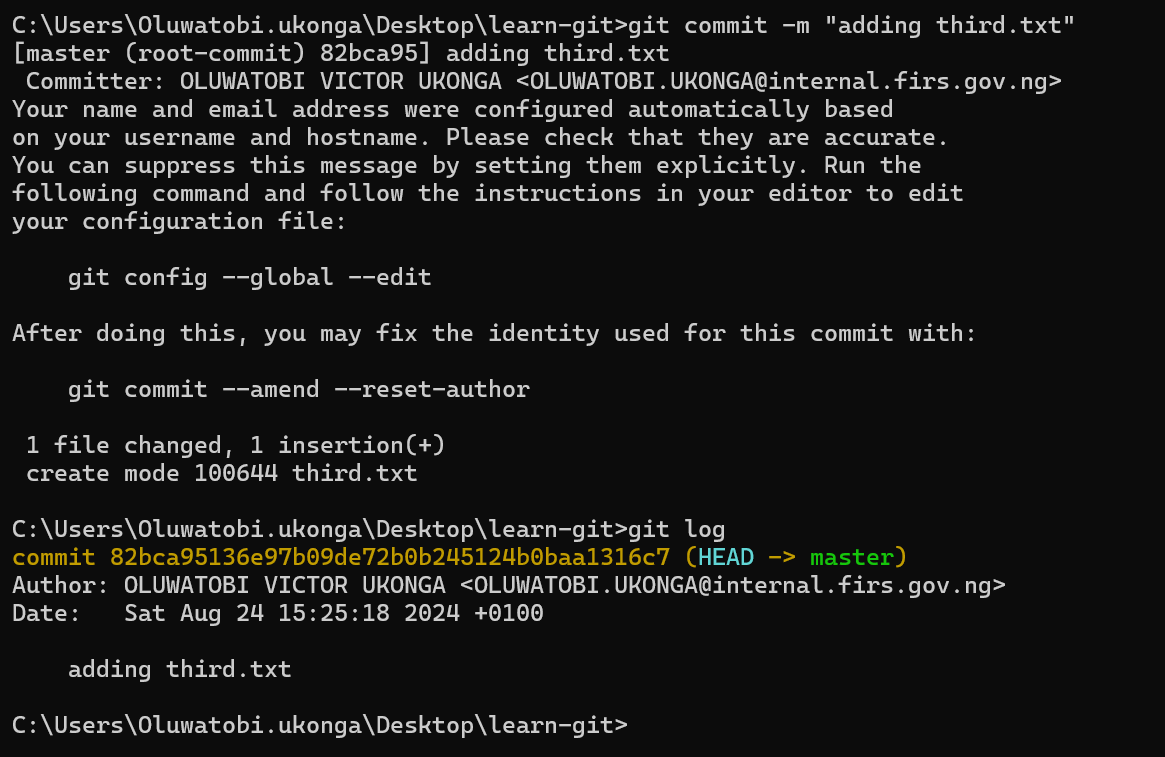 C:\Users\Oluwatobi.ukonga\Desktop\learn-git>git commit -m "adding third.txt"
[master (root-commit) 82bca95] adding third.txt
 Committer: OLUWATOBI VICTOR UKONGA <OLUWATOBI.UKONGA@internal.firs.gov.ng>
Your name and email address were configured automatically based
on your username and hostname. Please check that they are accurate.
You can suppress this message by setting them explicitly. Run the
following command and follow the instructions in your editor to edit
your configuration file:

    git config --global --edit

After doing this, you may fix the identity used for this commit with:

    git commit --amend --reset-author

 1 file changed, 1 insertion(+)
 create mode 100644 third.txt

C:\Users\Oluwatobi.ukonga\Desktop\learn-git>git log
commit 82bca95136e97b09de72b0b245124b0baa1316c7 (HEAD -> master)
Author: OLUWATOBI VICTOR UKONGA <OLUWATOBI.UKONGA@internal.firs.gov.ng>
Date:   Sat Aug 24 15:25:18 2024 +0100

    adding third.txt

C:\Users\Oluwatobi.ukonga\Desktop\learn-git>